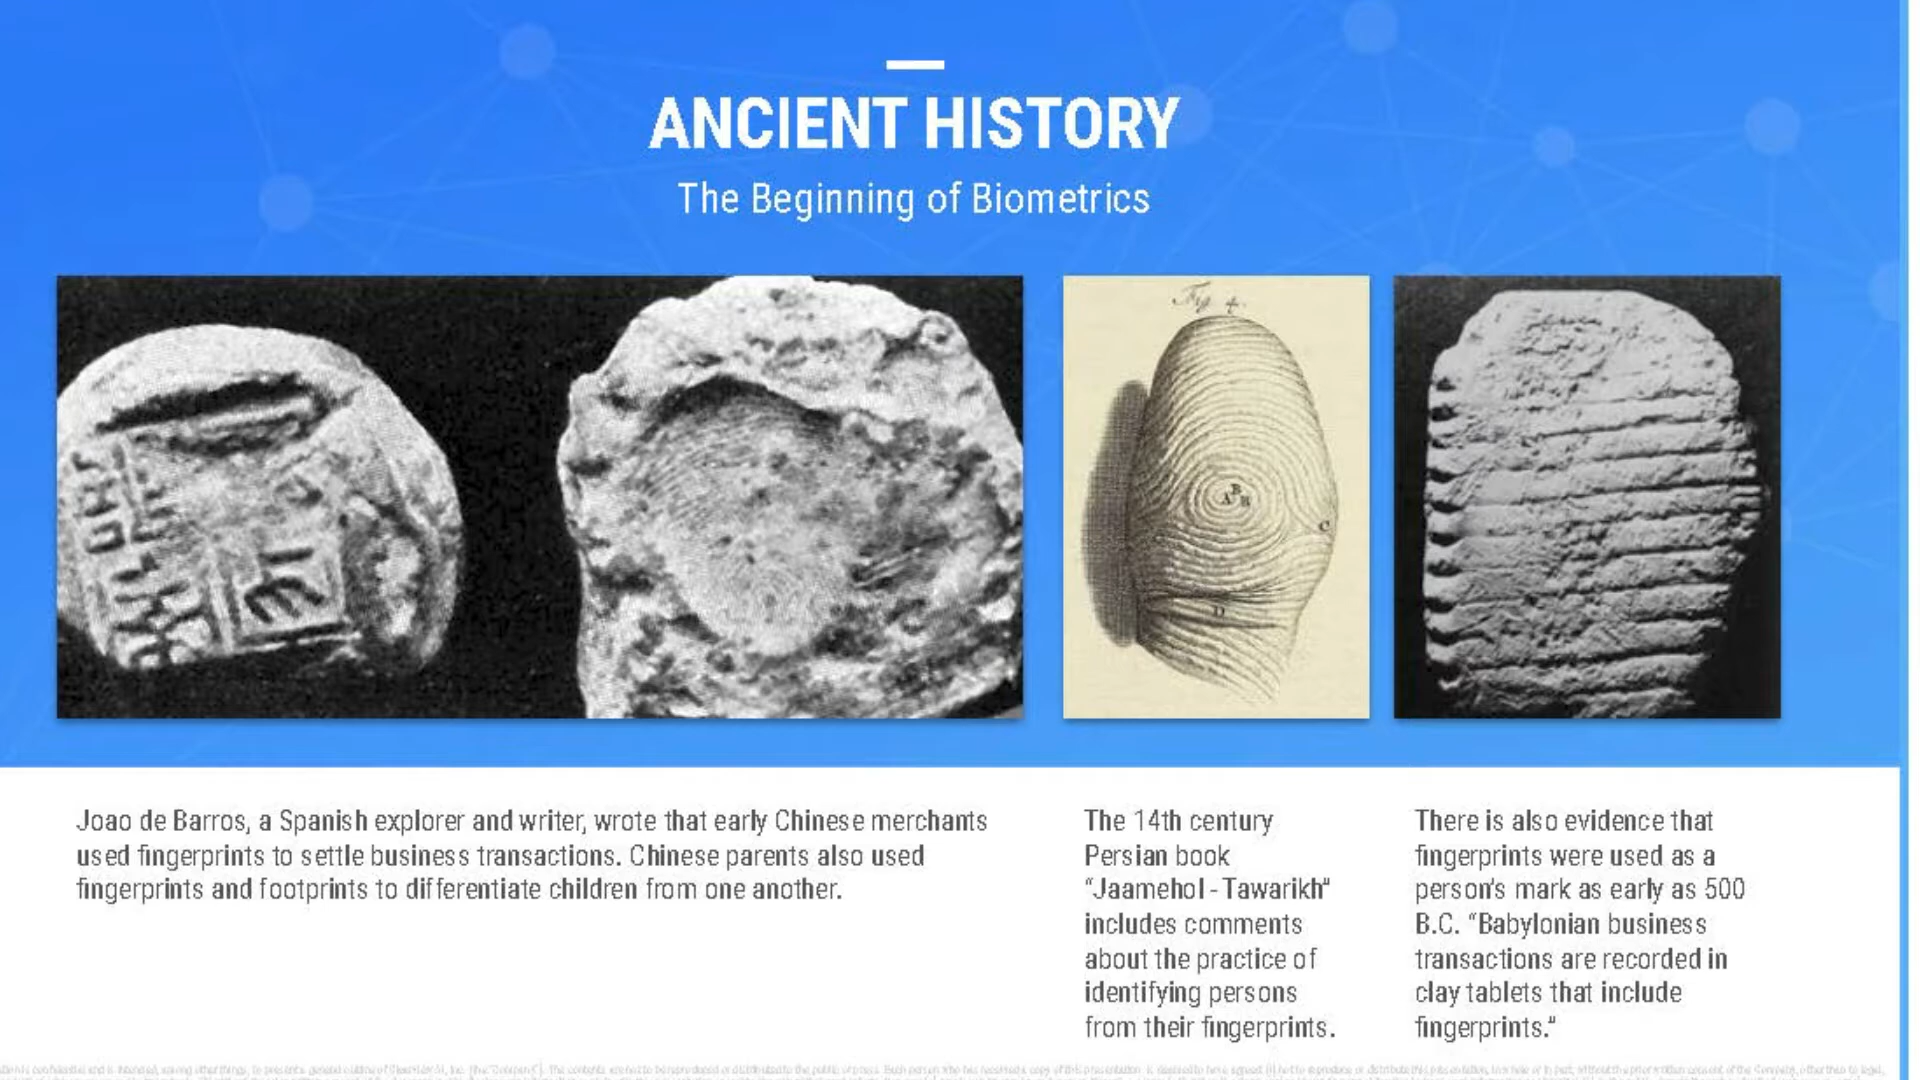 ANCIENT HISTORY
The Beginning of Biometrics
Fig 4.
A B B
C
D
Joao de Barros, a Spanish explorer and writer, wrote that early Chinese merchants
used fingerprints to settle business transactions. Chinese parents also used
fingerprints and footprints to differentiate children from one another.
The 14th century
Persian book
“Jaamehol-Tawarikh”
includes comments
about the practice of
identifying persons
from their fingerprints.
There is also evidence that
fingerprints were used as a
person's mark as early as 500
B.C. “Babylonian business
transactions are recorded in
clay tablets that include
fingerprints.”